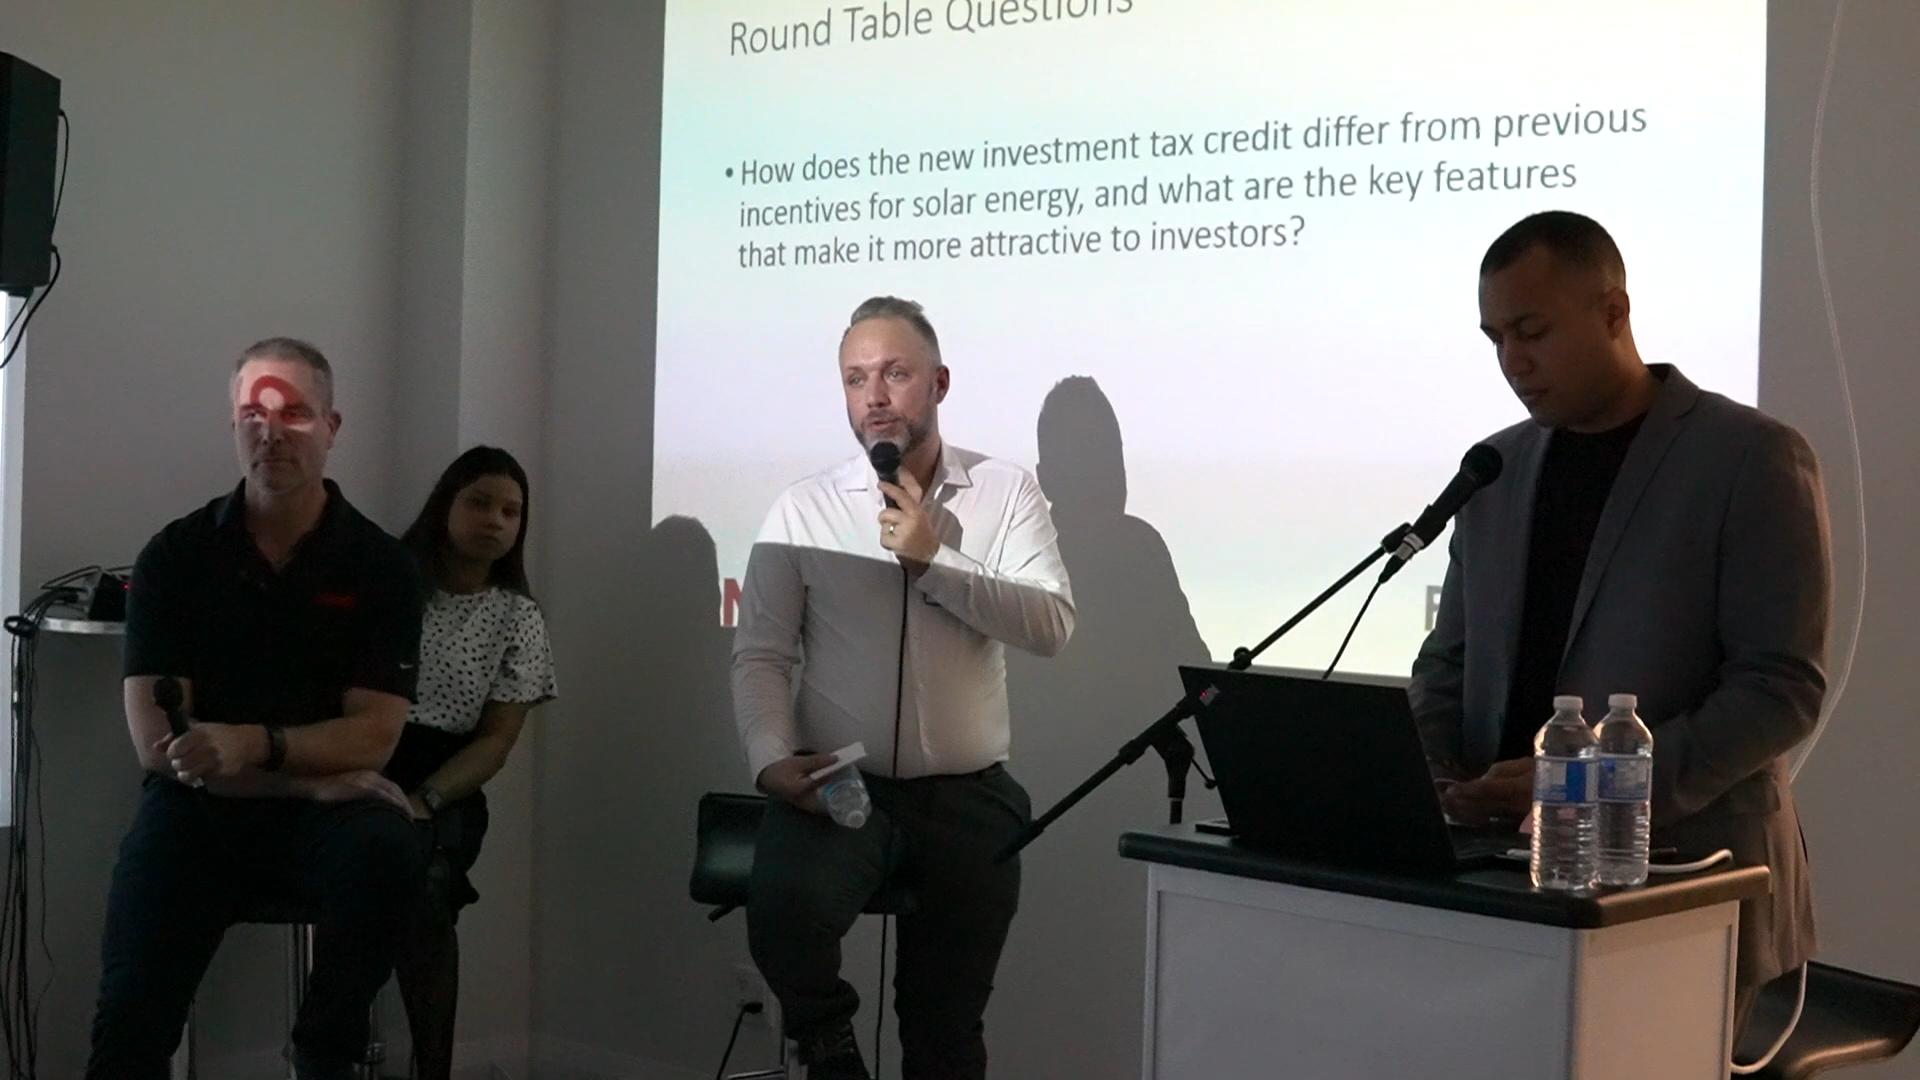 Round Table Questions
• How does the new investment tax credit differ from previous
incentives for solar energy, and what are the key features
that make it more attractive to investors?